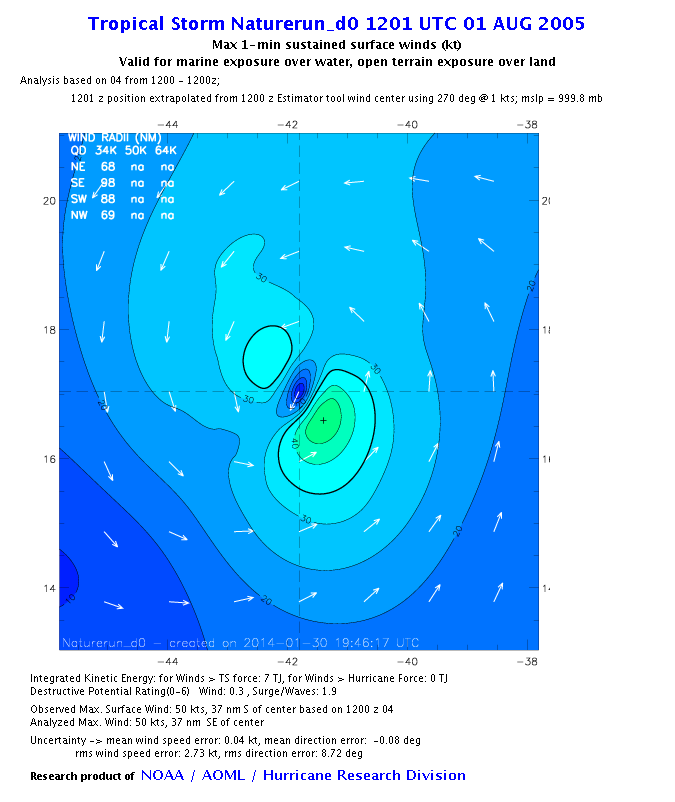 Tropical Storm Naturerun_d0 1201 UTC 01 AUG 2005
Max 1-min sustained surface winds (kt)
Valid for marine exposure over water, open terrain exposure over land
Analysis based on 04 from 1200 - 1200z;
1201 z position extrapolated from 1200 z Estimator tool wind center using 270 deg @ 1 kts; mslp = 999.8 mb
-44 -42 -40 -38
WIND RADII (NM)
QD 34K 50K 64K
NE 68 na na
SE 98 na na
SW 88 na na
NW 69 na na
20
20
30
18
18
30
30
20
40
16
16
30
20
14
14
10
20
Naturerun_d0 - created on 2014-01-30 19:46:17 UTC
-44 -42 -40 -38
Integrated Kinetic Energy: for Winds > TS force: 7 TJ, for Winds > Hurricane Force: 0 TJ
Destructive Potential Rating(0-6) Wind: 0.3 , Surge/Waves: 1.9
Observed Max. Surface Wind: 50 kts, 37 nm S of center based on 1200 z 04
Analyzed Max. Wind: 50 kts, 37 nm SE of center
Uncertainty -> mean wind speed error: 0.04 kt, mean direction error: -0.08 deg
rms wind speed error: 2.73 kt, rms direction error: 8.72 deg
Research product of NOAA / AOML / Hurricane Research Division